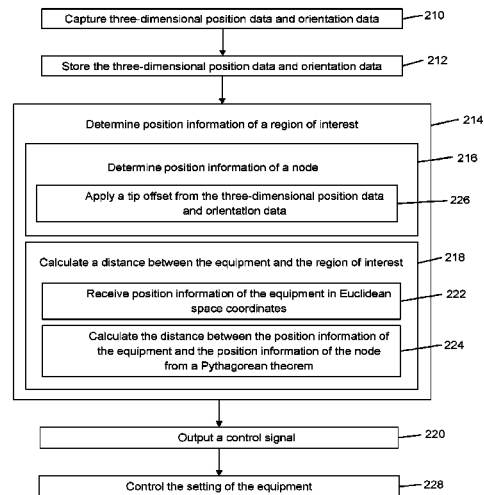 Capture three-dimensional position data and orientation data
210
Store the three-dimensional position data and orientation data
212
Determine position information of a region of interest
214
Determine position information of a node
216
Apply a tip offset from the three-dimensional position data
and orientation data
226
Calculate a distance between the equipment and the region of interest
218
Receive position information of the equipment in Euclidean
space coordinates
222
Calculate the distance between the position information of
the equipment and the position information of the node
from a Pythagorean theorem
224
Output a control signal
220
Control the setting of the equipment
228